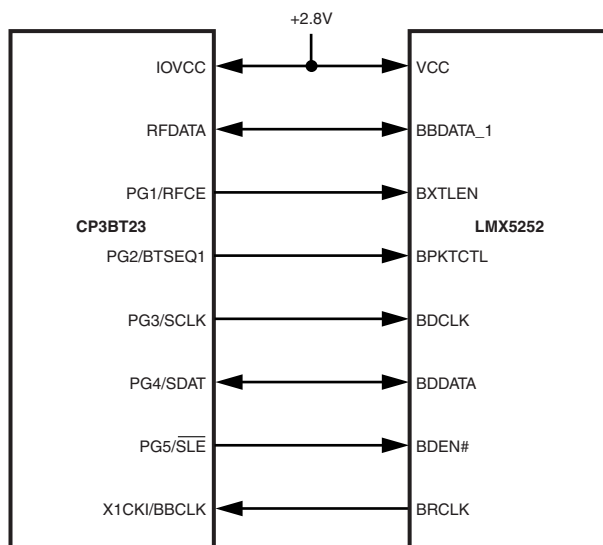 +2.8V
IOVCC VCC
RFDATA BBDATA_1
PG1/RFCE BXTLEN
CP3BT23 LMX5252
PG2/BTSEQ1 BPKTCTL
PG3/SCLK BDCLK
PG4/SDAT BDDATA
PG5/S̅L̅E̅ BDEN#
X1CKI/BBCLK BRCLK